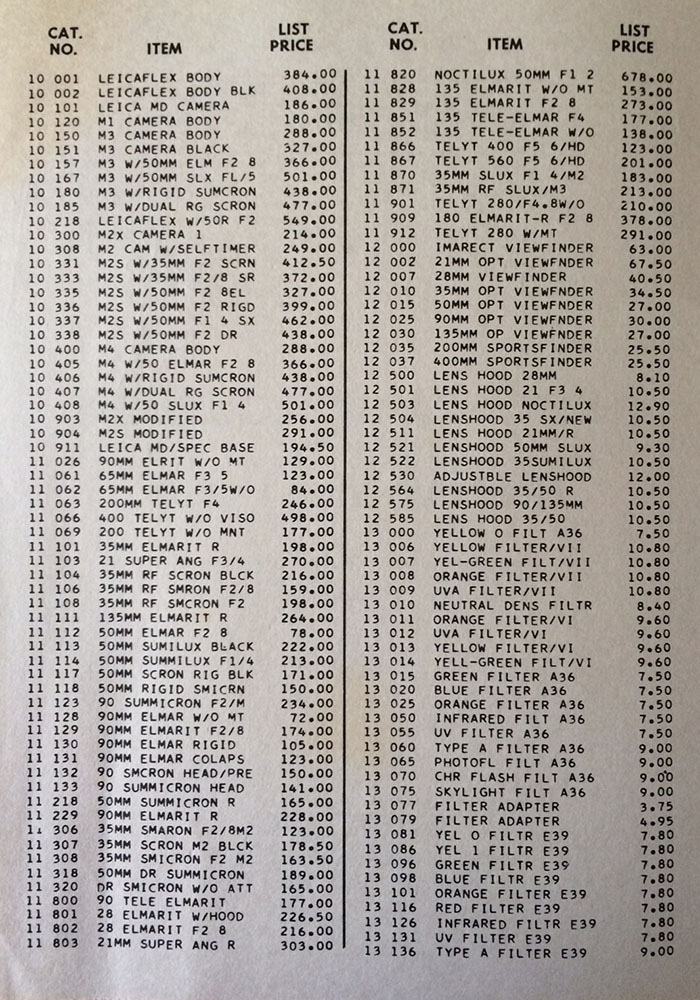 CAT. NO. ITEM LIST PRICE
10 001 LEICAFLEX BODY 384.00
10 002 LEICAFLEX BODY BLK 408.00
10 101 LEICA MD CAMERA 186.00
10 120 M1 CAMERA BODY 180.00
10 150 M3 CAMERA BODY 288.00
10 151 M3 CAMERA BLACK 327.00
10 157 M3 W/50MM ELM F2 8 366.00
10 167 M3 W/50MM SLX FL/5 501.00
10 180 M3 W/RIGID SUMCRON 438.00
10 185 M3 W/DUAL RG SCRON 477.00
10 218 LEICAFLEX W/50R F2 549.00
10 300 M2X CAMERA 1 214.00
10 308 M2 CAM W/SELFTIMER 249.00
10 331 M2S W/35MM F2 SCRN 412.50
10 333 M2S W/35MM F2/8 SR 372.00
10 335 M2S W/50MM F2 8EL 327.00
10 336 M2S W/50MM F2 RIGD 399.00
10 337 M2S W/50MM F1 4 SX 462.00
10 338 M2S W/50MM F2 DR 438.00
10 400 M4 CAMERA BODY 288.00
10 405 M4 W/50 ELMAR F2 8 366.00
10 406 M4 W/RIGID SUMCRON 438.00
10 407 M4 W/DUAL RG SCRON 477.00
10 408 M4 W/50 SLUX F1 4 501.00
10 903 M2X MODIFIED 256.00
10 904 M2S MODIFIED 291.00
10 911 LEICA MD/SPEC BASE 194.50
11 026 90MM ELRIT W/O MT 129.00
11 061 65MM ELMAR F3 5 123.00
11 062 65MM ELMAR F3/5W/O 84.00
11 063 200MM TELYT F4 246.00
11 066 400 TELYT W/O VISO 498.00
11 069 200 TELYT W/O MNT 177.00
11 101 35MM ELMARIT R 198.00
11 103 21 SUPER ANG F3/4 270.00
11 104 35MM RF SCRON BLCK 216.00
11 106 35MM RF SMRON F2/8 159.00
11 108 35MM RF SMCRON F2 198.00
11 111 135MM ELMARIT R 264.00
11 112 50MM ELMAR F2 8 78.00
11 113 50MM SUMILUX BLACK 222.00
11 114 50MM SUMMILUX F1/4 213.00
11 117 50MM SCRON RIG BLK 171.00
11 118 50MM RIGID SMICRN 150.00
11 123 90 SUMMICRON F2/M 234.00
11 128 90MM ELMAR W/O MT 72.00
11 129 90MM ELMARIT F2/8 174.00
11 130 90MM ELMAR RIGID 105.00
11 131 90MM ELMAR COLAPS 123.00
11 132 90 SMCRON HEAD/PRE 150.00
11 133 90 SUMMICRON HEAD 141.00
11 218 50MM SUMMICRON R 165.00
11 229 90MM ELMARIT R 228.00
11 306 35MM SMARON F2/8M2 123.00
11 307 35MM SCRON M2 BLCK 178.50
11 308 35MM SMICRON F2 M2 163.50
11 318 50MM DR SUMMICRON 189.00
11 320 DR SMICRON W/O ATT 165.00
11 800 90 TELE ELMARIT 177.00
11 801 28 ELMARIT W/HOOD 226.50
11 802 28 ELMARIT F2 8 216.00
11 803 21MM SUPER ANG R 303.00
CAT. NO. ITEM LIST PRICE
11 820 NOCTILUX 50MM F1 2 678.00
11 828 135 ELMARIT W/O MT 153.00
11 829 135 ELMARIT F2 8 273.00
11 851 135 TELE-ELMAR F4 177.00
11 852 135 TELE-ELMAR W/O 138.00
11 866 TELYT 400 F5 6/HD 123.00
11 867 TELYT 560 F5 6/HD 201.00
11 870 35MM SLUX F1 4/M2 183.00
11 871 35MM RF SLUX/M3 213.00
11 901 TELYT 280/F4.8W/O 210.00
11 909 180 ELMARIT-R F2 8 378.00
11 912 TELYT 280 W/MT 291.00
12 000 IMARECT VIEWFINDER 63.00
12 002 21MM OPT VIEWFNDER 67.50
12 007 28MM VIEWFINDER 40.50
12 010 35MM OPT VIEWFNDER 34.50
12 015 50MM OPT VIEWFNDER 27.00
12 025 90MM OPT VIEWFNDER 30.00
12 030 135MM OP VIEWFNDER 27.00
12 035 200MM SPORTSFINDER 25.50
12 037 400MM SPORTSFINDER 25.50
12 500 LENS HOOD 28MM 8.10
12 501 LENS HOOD 21 F3 4 10.50
12 503 LENS HOOD NOCTILUX 12.90
12 504 LENSHOOD 35 SX/NEW 10.50
12 511 LENS HOOD 21MM/R 10.50
12 521 LENSHOOD 50MM SLUX 9.30
12 522 LENSHOOD 35SUMILUX 10.50
12 530 ADJUSTBLE LENSHOOD 12.00
12 564 LENSHOOD 35/50 R 10.50
12 575 LENSHOOD 90/135MM 10.50
12 585 LENS HOOD 35/50 10.50
13 000 YELLOW O FILT A36 7.50
13 006 YELLOW FILTER/VII 10.80
13 007 YEL-GREEN FILT/VII 10.80
13 008 ORANGE FILTER/VII 10.80
13 009 UVA FILTER/VII 10.80
13 010 NEUTRAL DENS FILTR 8.40
13 011 ORANGE FILTER/VI 9.60
13 012 UVA FILTER/VI 9.60
13 013 YELLOW FILTER/VI 9.60
13 014 YELL-GREEN FILT/VI 9.60
13 015 GREEN FILTER A36 7.50
13 020 BLUE FILTER A36 7.50
13 025 ORANGE FILTER A36 7.50
13 050 INFRARED FILT A36 7.50
13 055 UV FILTER A36 7.50
13 060 TYPE A FILTER A36 9.00
13 065 PHOTOFL FILT A36 9.00
13 070 CHR FLASH FILT A36 9.00
13 075 SKYLIGHT FILT A36 9.00
13 077 FILTER ADAPTER 3.75
13 079 FILTER ADAPTER 4.95
13 081 YEL O FILTR E39 7.80
13 086 YEL 1 FILTR E39 7.80
13 096 GREEN FILTR E39 7.80
13 098 BLUE FILTR E39 7.80
13 101 ORANGE FILTER E39 7.80
13 116 RED FILTER E39 7.80
13 126 INFRARED FILTR E39 7.80
13 131 UV FILTER E39 7.80
13 136 TYPE A FILTER E39 9.00